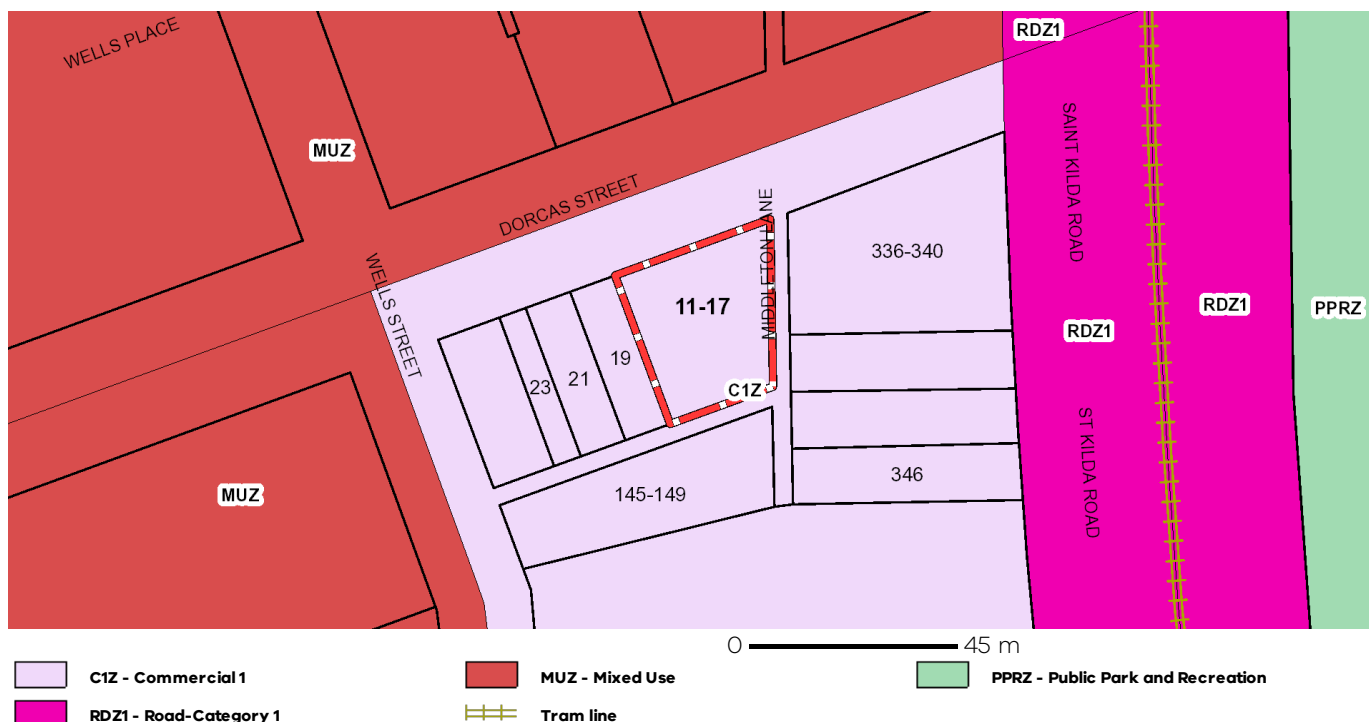 WELLS PLACE
RDZ1
MUZ
SAINT KILDA ROAD
DORCAS STREET
MIDDLETON LANE
336-340
WELLS STREET
11-17
RDZ1
PPRZ
RDZ1
19
21
23
C1Z
ST KILDA ROAD
346
145-149
MUZ
0 45 m
C1Z - Commercial 1
MUZ - Mixed Use
PPRZ - Public Park and Recreation
RDZ1 - Road-Category 1
Tram line